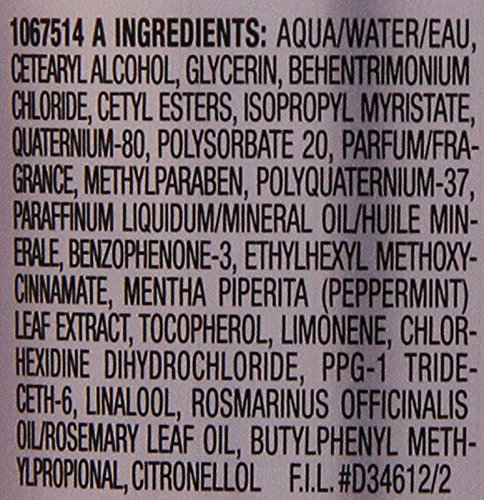 1067514 A INGREDIENTS: AQUA/WATER/EAU,
CETEARYL ALCOHOL, GLYCERIN, BEHENTRIMONIUM
CHLORIDE, CETYL ESTERS, ISOPROPYL MYRISTATE,
QUATERNIUM-80, POLYSORBATE 20, PARFUM/FRA-
GRANCE, METHYLPARABEN, POLYQUATERNIUM-37,
PARAFFINUM LIQUIDUM/MINERAL OIL/HUILE MIN-
ERALE, BENZOPHENONE-3, ETHYLHEXYL METHOXY-
CINNAMATE, MENTHA PIPERITA (PEPPERMINT)
LEAF EXTRACT, TOCOPHEROL, LIMONENE, CHLOR-
HEXIDINE DIHYDROCHLORIDE, PPG-1 TRIDE-
CETH-6, LINALOOL, ROSMARINUS OFFICINALIS
OIL/ROSEMARY LEAF OIL, BUTYLPHENYL METH-
YLPROPIONAL, CITRONELLOL F.I.L. #D34612/2